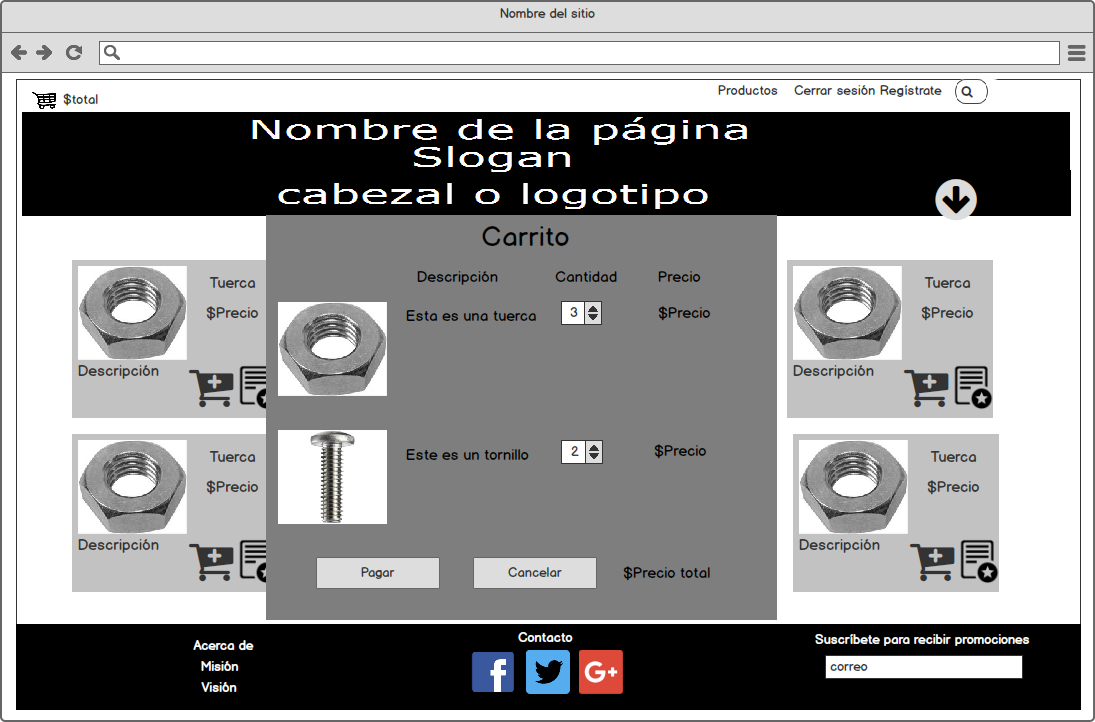 Nombre del sitio
$total
Productos Cerrar sesión Regístrate
Nombre de la página
Slogan
cabezal o logotipo
Carrito
Descripción Cantidad Precio
Esta es una tuerca 3 $Precio
Este es un tornillo 2 $Precio
Pagar Cancelar $Precio total
Tuerca
$Precio
Descripción
Tuerca
$Precio
Descripción
Tuerca
$Precio
Descripción
Tuerca
$Precio
Descripción
Acerca de
Misión
Visión
Contacto
f
G+
Suscríbete para recibir promociones
correo